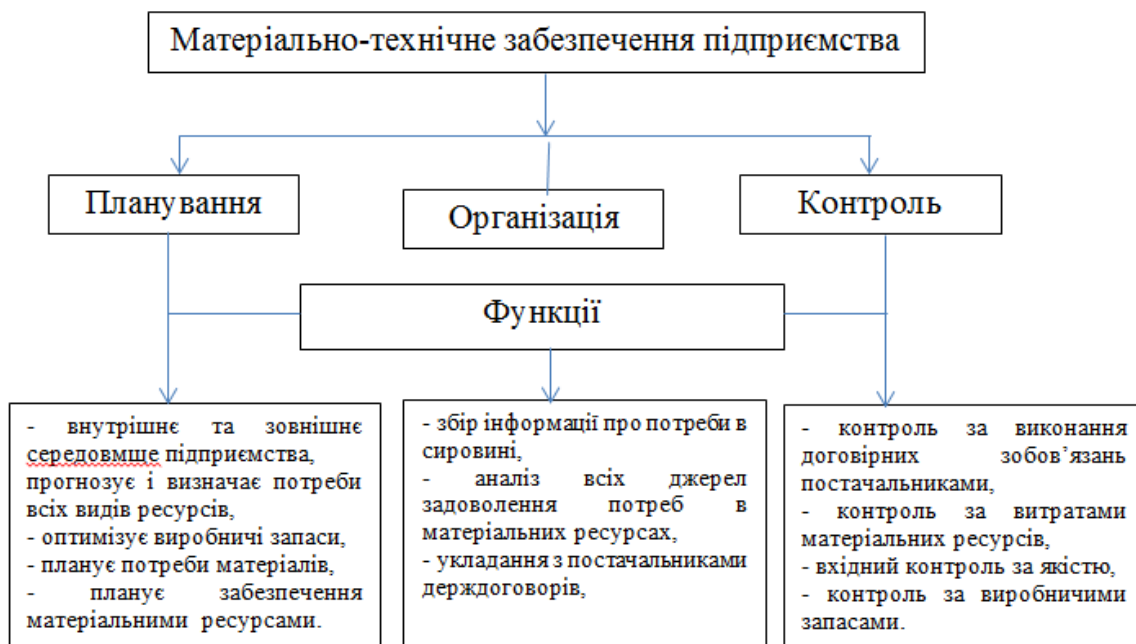 Матеріально-технічне забезпечення підприємства
Планування
Організація
Контроль
Функції
- внутрішнє та зовнішнє
середовмще підприємства,
прогнозує і визначає потреби
всіх видів ресурсів,
- оптимізує виробничі запаси,
- планує потреби матеріалів,
- планує забезпечення
матеріальними ресурсами.
- збір інформації про потреби в
сировині,
- аналіз всіх джерел
задоволення потреб в
матеріальних ресурсах,
- укладання з постачальниками
держдоговорів,
- контроль за виконання
договірних зобов’язань
постачальниками,
- контроль за витратами
матеріальних ресурсів,
- вхідний контроль за якістю,
- контроль за виробничими
запасами.